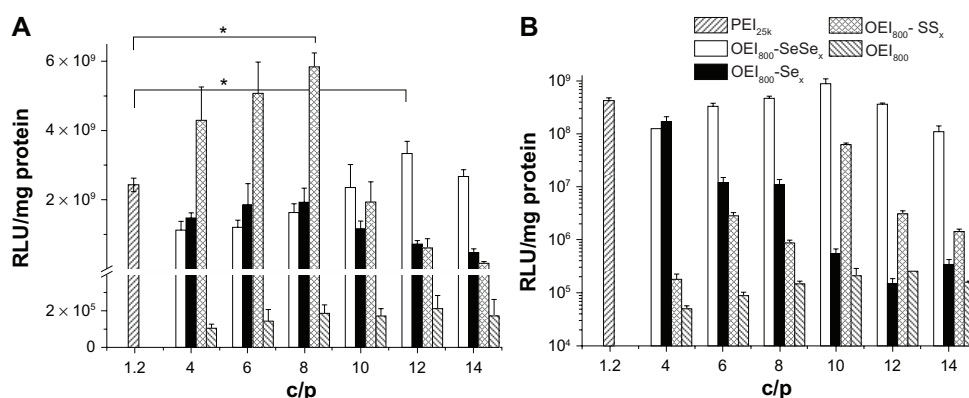 A
*
*
6 × 10⁹
4 × 10⁹
2 × 10⁹
2 × 10⁵
0
RLU/mg protein
1.2 4 6 8 10 12 14
c/p
B
PEI₂₅ₖ
OEI₈₀₀-SeSeₓ
OEI₈₀₀-Seₓ
OEI₈₀₀- SSₓ
OEI₈₀₀
10⁹
10⁸
10⁷
10⁶
10⁵
10⁴
RLU/mg protein
1.2 4 6 8 10 12 14
c/p